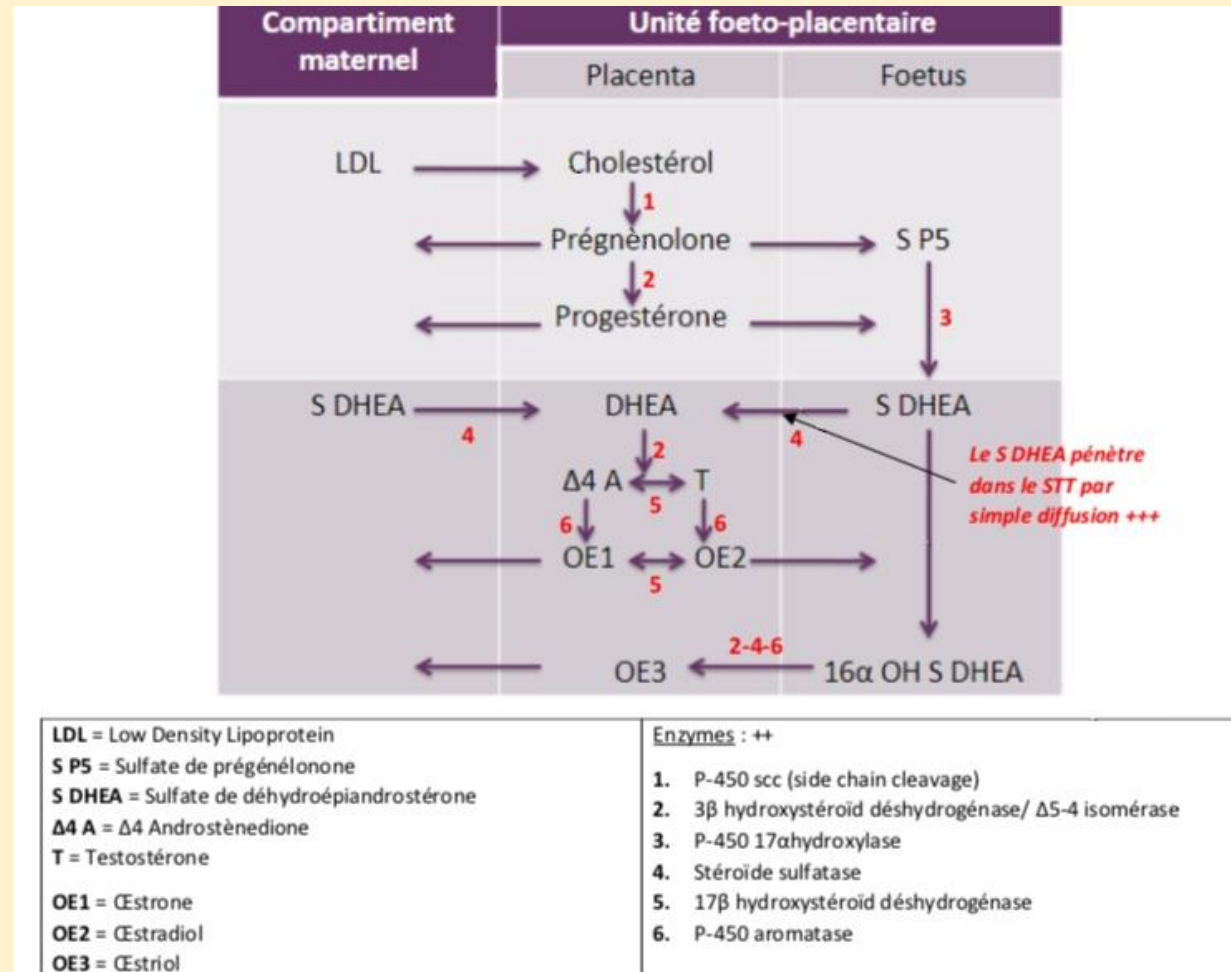 Compartiment
maternel
Unité foeto-placentaire
Placenta
Foetus
LDL
Cholestérol
1
Prégnènolone
S P5
2
3
Progestérone
S DHEA
DHEA
S DHEA
4
4
2
Le S DHEA pénètre
dans le STT par
simple diffusion +++
Δ4 A
T
5
6
6
OE1
OE2
5
2-4-6
OE3
16α OH S DHEA
LDL = Low Density Lipoprotein
S P5 = Sulfate de prégénélonone
S DHEA = Sulfate de déhydroépiandrostérone
Δ4 A = Δ4 Androstènedione
T = Testostérone
OE1 = Œstrone
OE2 = Œstradiol
OE3 = Œstriol
Enzymes : ++
1. P-450 scc (side chain cleavage)
2. 3β hydroxystéroïd déshydrogénase/ Δ5-4 isomérase
3. P-450 17αhydroxylase
4. Stéroïde sulfatase
5. 17β hydroxystéroïd déshydrogénase
6. P-450 aromatase